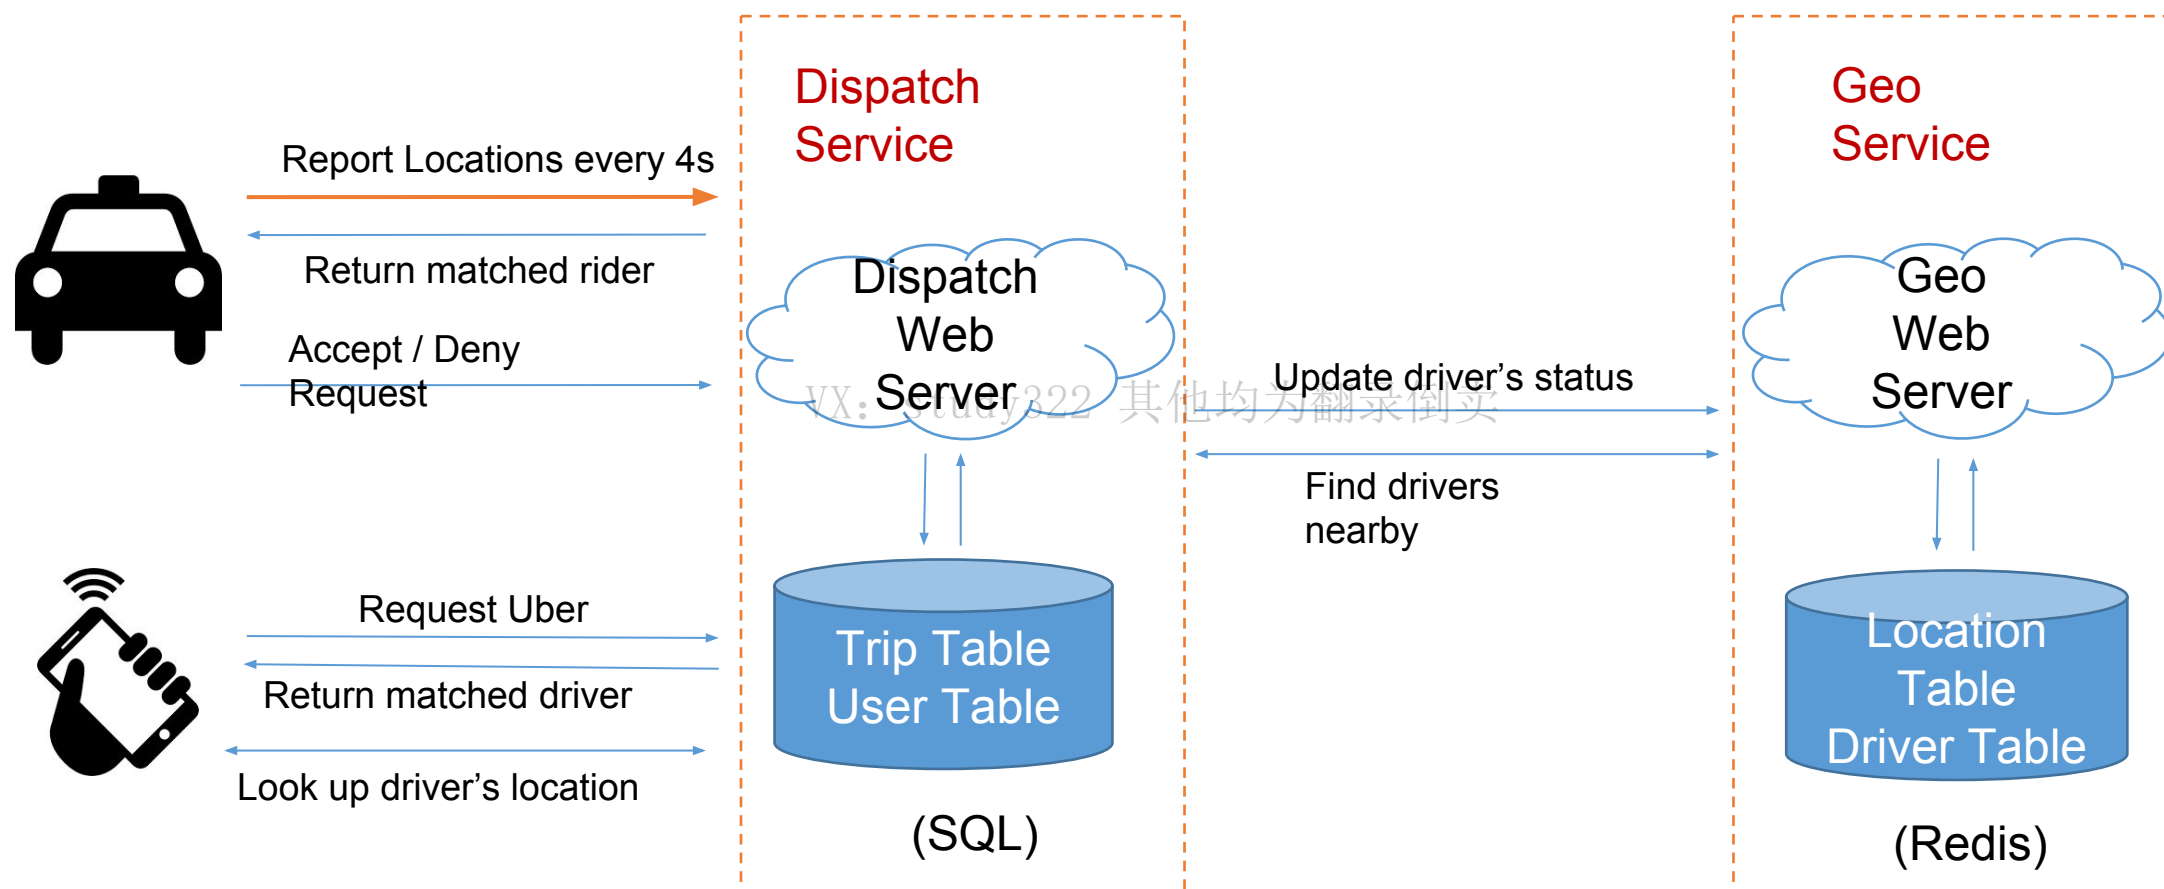 Dispatch
Service
Geo
Service
Report Locations every 4s
Return matched rider
Accept / Deny
Request
Dispatch
Web
Server
Update driver's status
Geo
Web
Server
VX: study322 其他均为翻录倒卖
Find drivers
nearby
Request Uber
Return matched driver
Look up driver's location
Trip Table
User Table
(SQL)
Location
Table
Driver Table
(Redis)